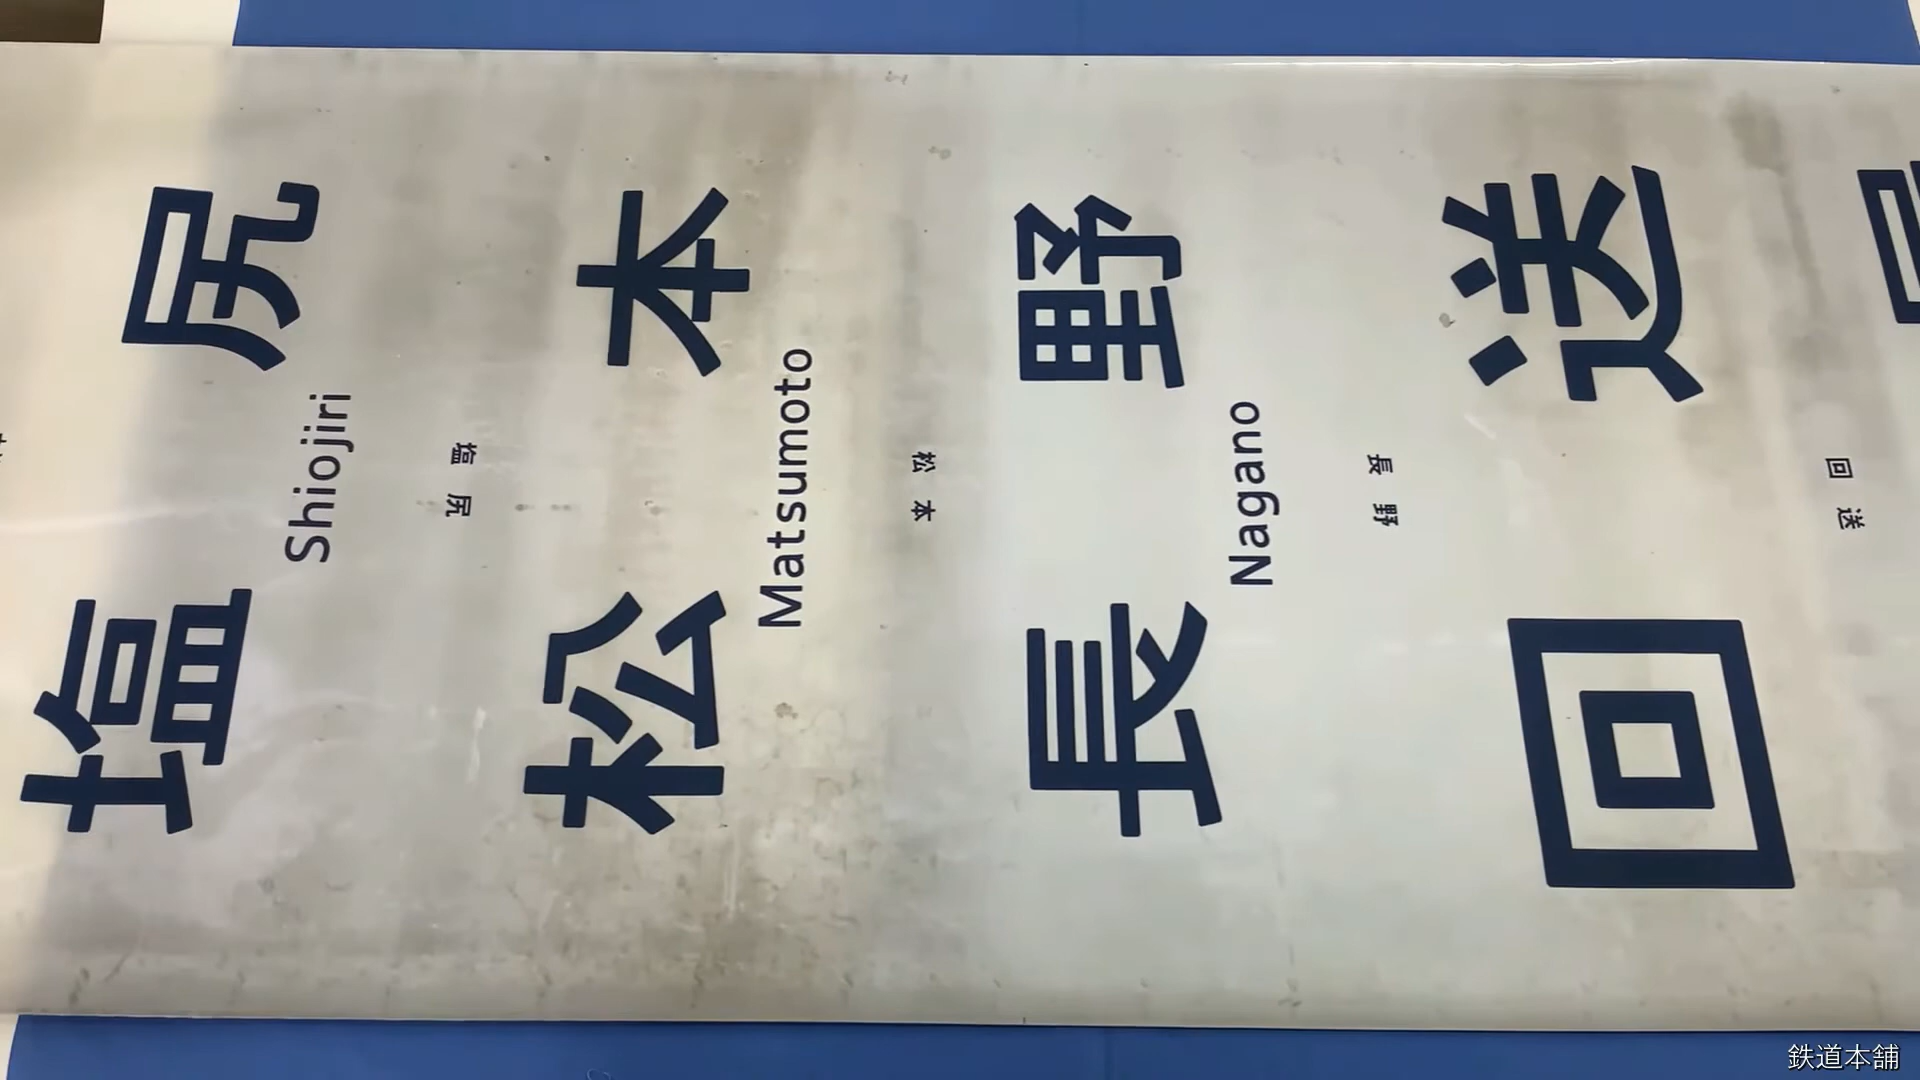 塩尻
Shiojiri
塩尻
松本
Matsumoto
松本
長野
Nagano
長野
回送
回送
鉄道本舗